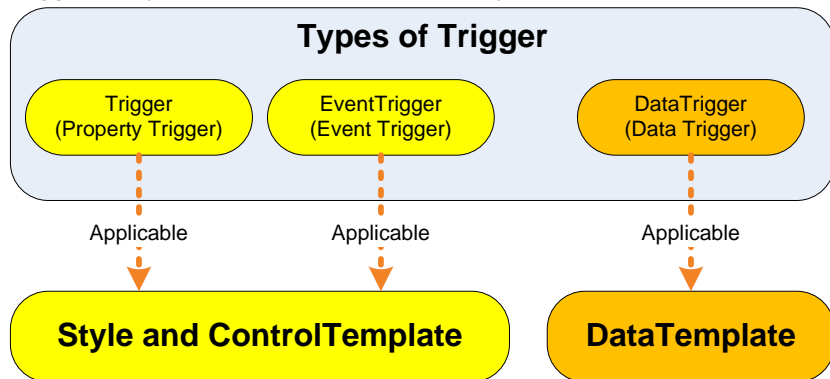 Types of Trigger
Trigger
(Property Trigger)
EventTrigger
(Event Trigger)
DataTrigger
(Data Trigger)
Applicable
Applicable
Applicable
Style and ControlTemplate
DataTemplate